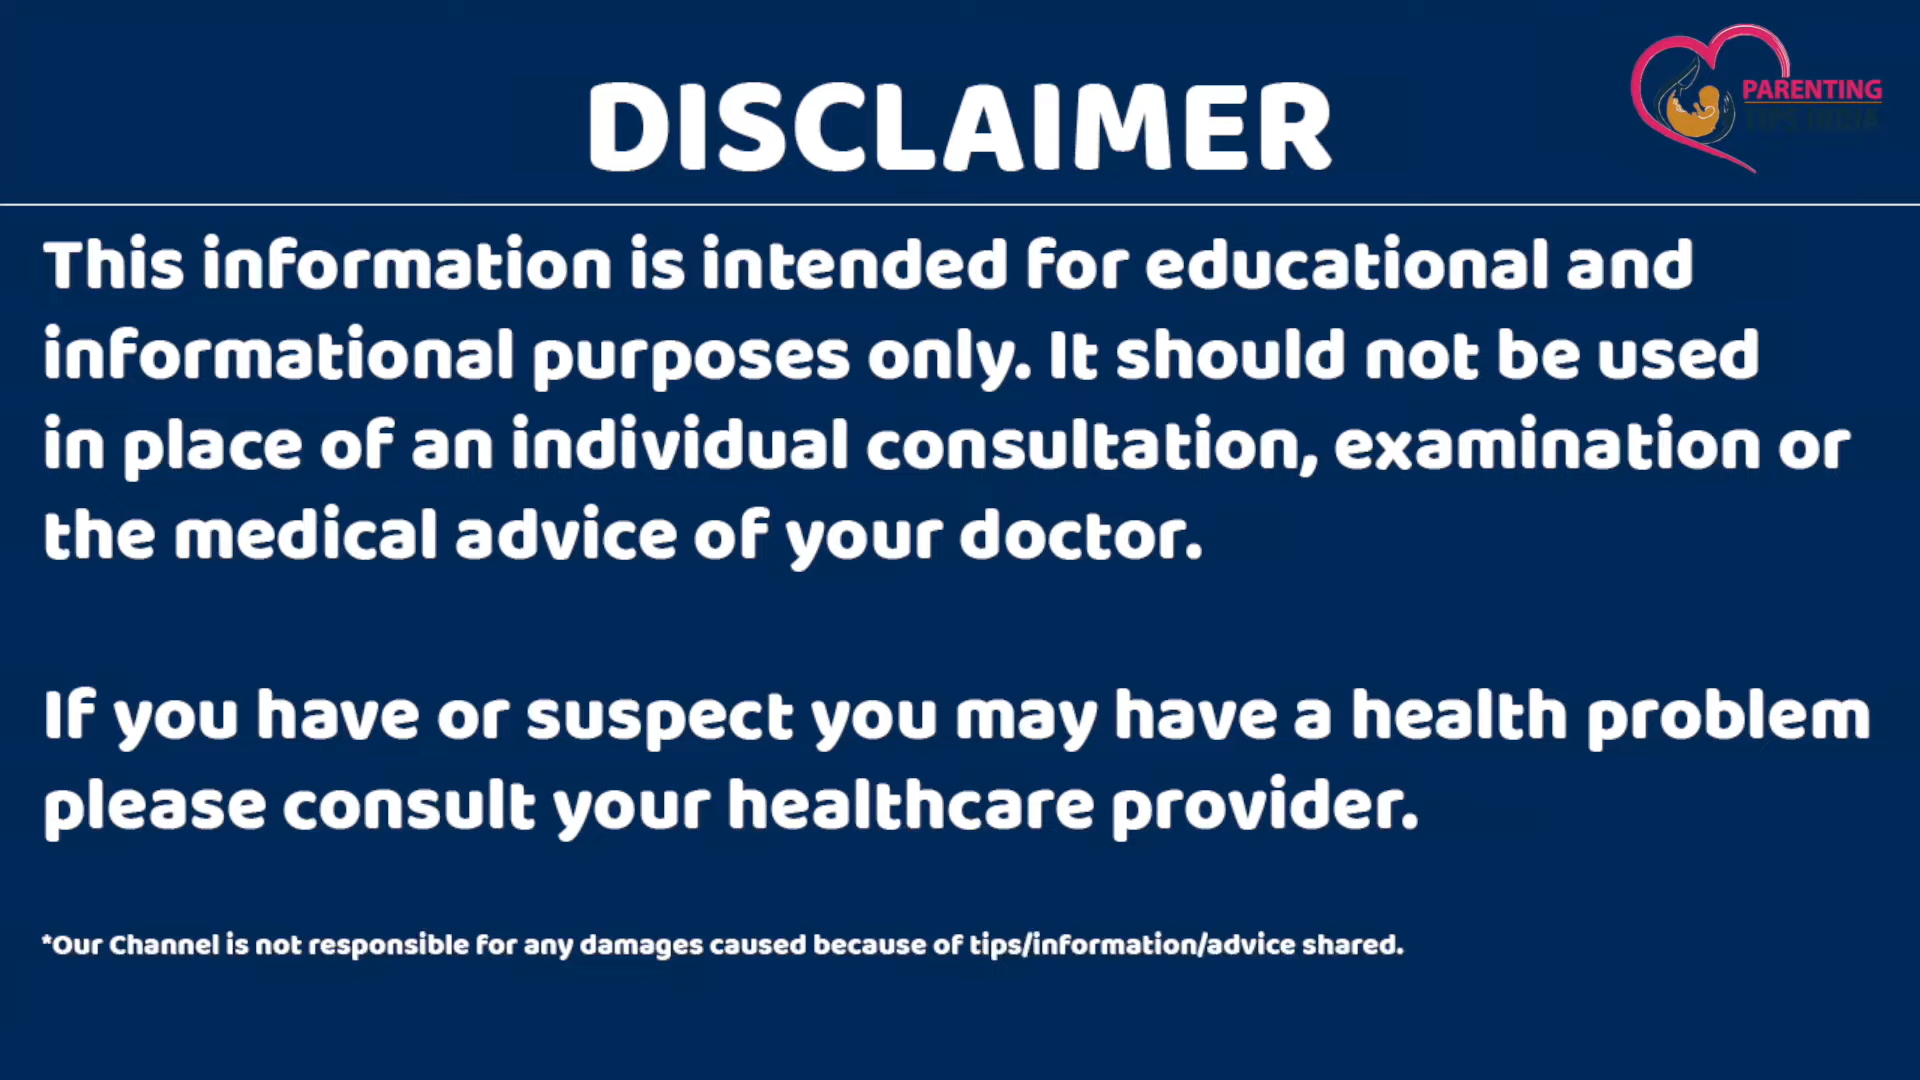 DISCLAIMER
PARENTING
TIPS INDIA
This information is intended for educational and
informational purposes only. It should not be used
in place of an individual consultation, examination or
the medical advice of your doctor.
If you have or suspect you may have a health problem
please consult your healthcare provider.
*Our Channel is not responsible for any damages caused because of tips/information/advice shared.